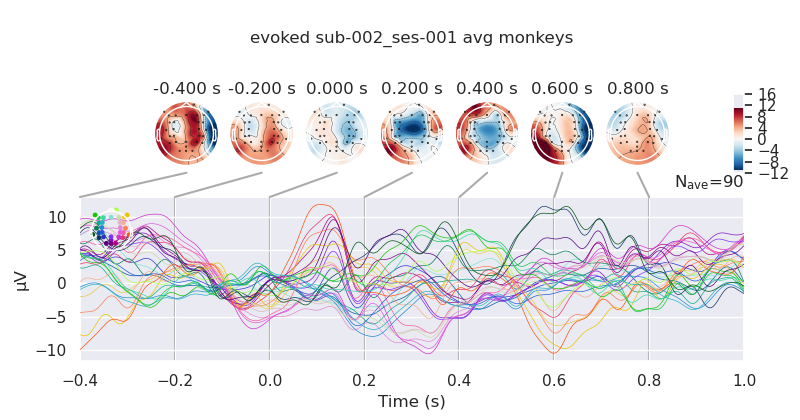 evoked sub-002_ses-001 avg monkeys
-0.400 s -0.200 s 0.000 s 0.200 s 0.400 s 0.600 s 0.800 s
16
12
8
4
0
−4
−8
−12
Nave=90
10
5
0
−5
−10
µV
−0.4 −0.2 0.0 0.2 0.4 0.6 0.8 1.0
Time (s)